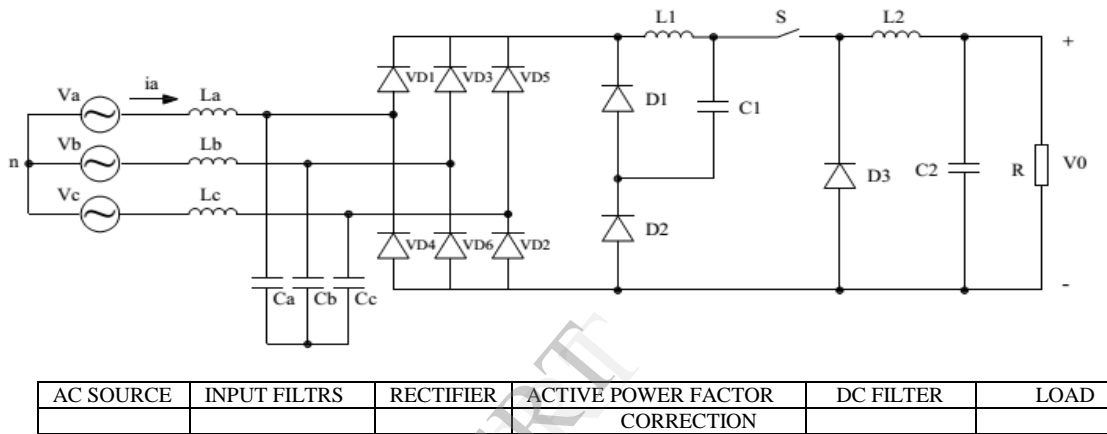 L1 S L2
VD1 VD3 VD5
+
Va ia La
D1 C1
Vb Lb
n
Vc Lc
D3 C2 R V0
D2
VD4 VD6 VD2
Ca Cb Cc
-
AC SOURCE INPUT FILTRS RECTIFIER ACTIVE POWER FACTOR DC FILTER LOAD
CORRECTION